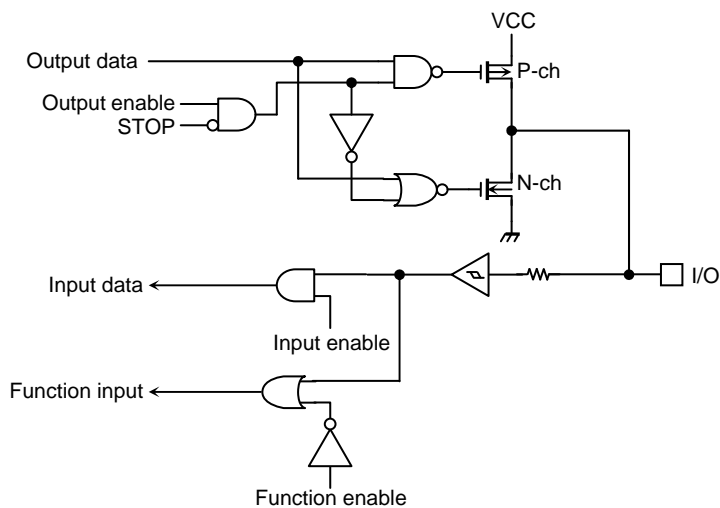 VCC
Output data
P-ch
Output enable
STOP
N-ch
Input data
I/O
Input enable
Function input
Function enable